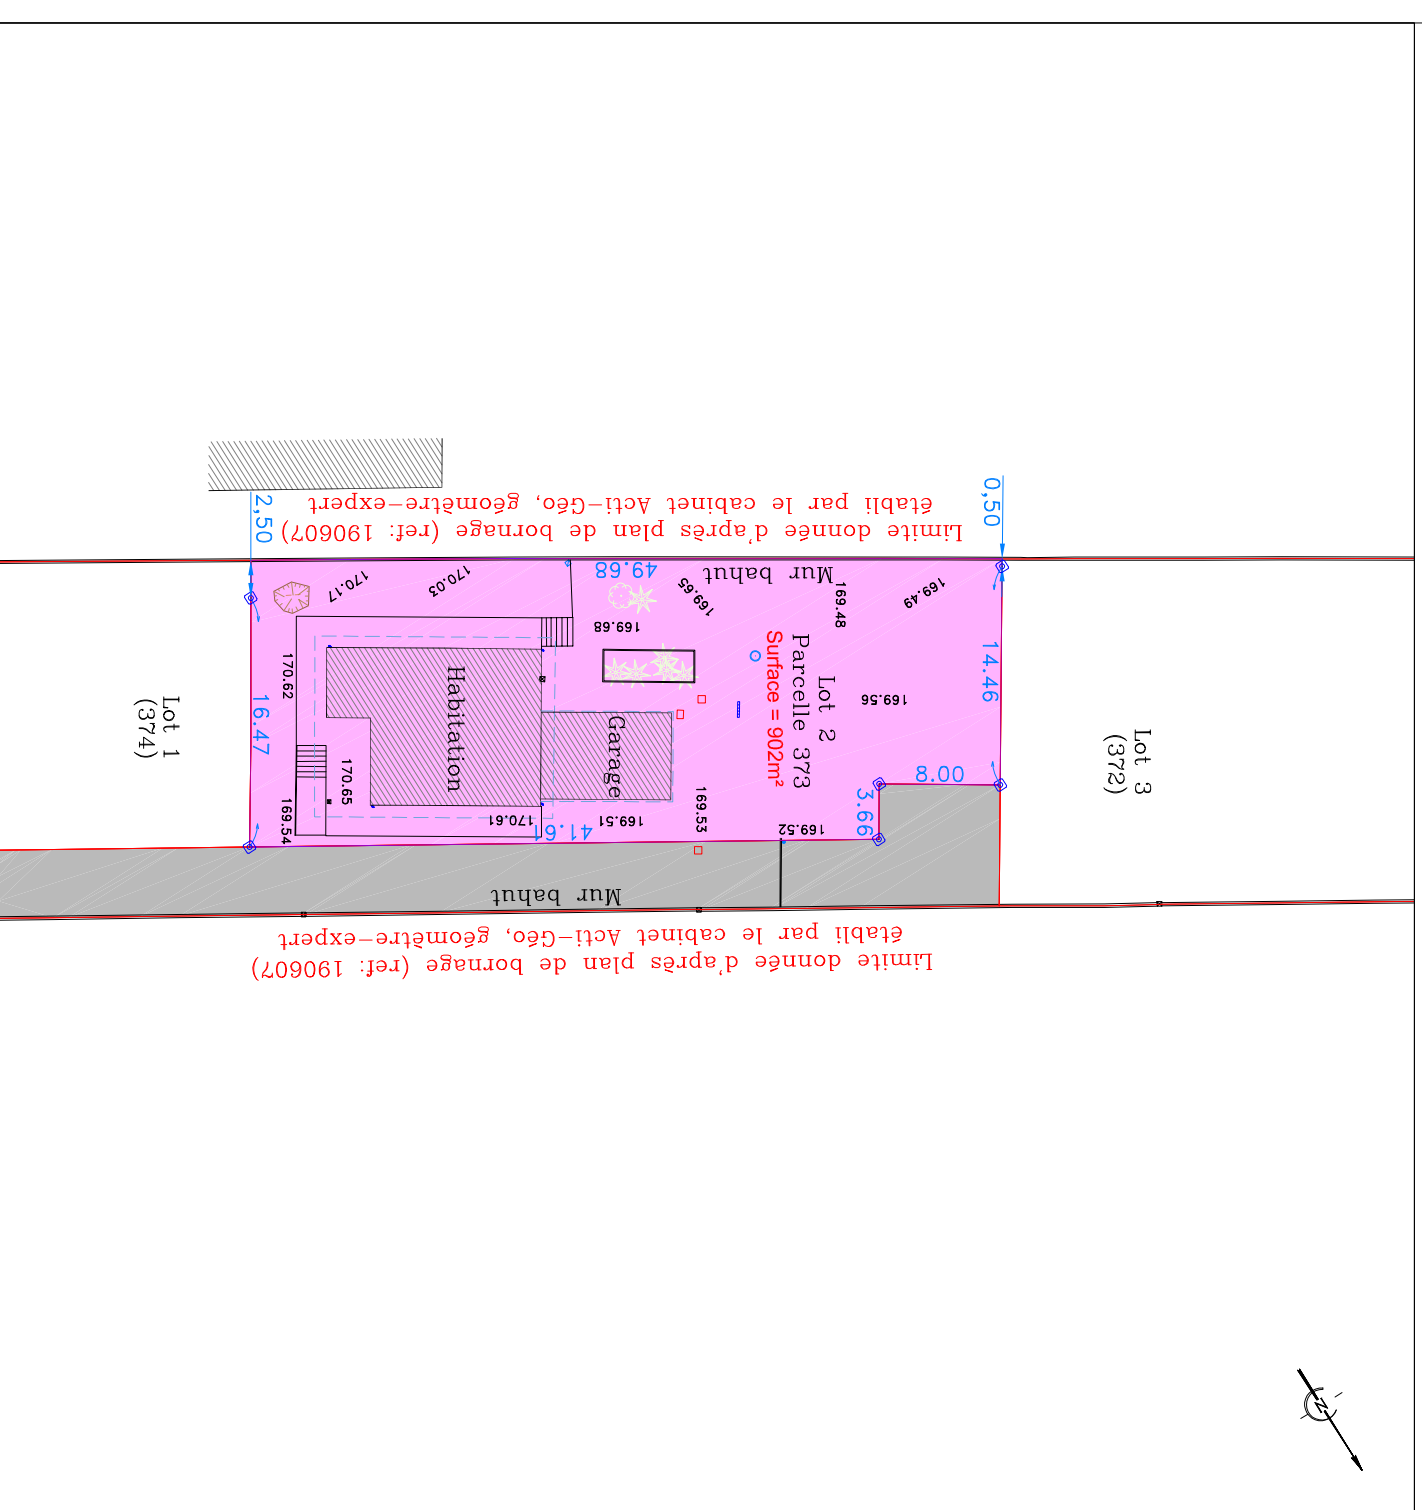 Limite donnée d'après plan de bornage (ref: 190607)
établi par le cabinet Acti-Géo, géomètre-expert
2,50
0,50
Mur bahut
49.68
170.17
170.03
169.65
169.48
169.49
169.68
170.62
16.47
14.46
Habitation
Garage
Lot 2
Parcelle 373
Surface = 902m²
169.56
Lot 1
(374)
Lot 3
(372)
8.00
3.66
170.65
169.54
170.61
41.61
169.51
169.53
169.52
Mur bahut
Limite donnée d'après plan de bornage (ref: 190607)
établi par le cabinet Acti-Géo, géomètre-expert
N